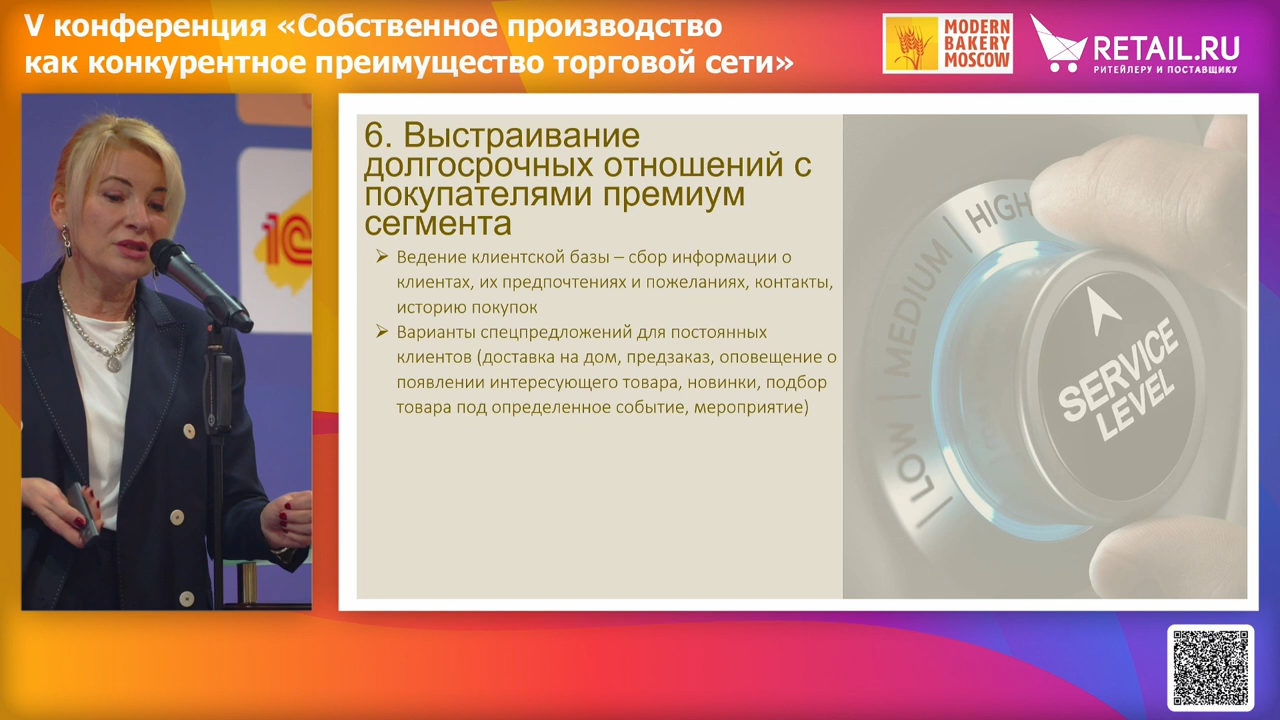 V конференция «Собственное производство
как конкурентное преимущество торговой сети»
MODERN
BAKERY
MOSCOW
RETAIL.RU
РИТЕЙЛЕРУ И ПОСТАВЩИКУ
1С
6. Выстраивание
долгосрочных отношений с
покупателями премиум
сегмента
➢ Ведение клиентской базы – сбор информации о
клиентах, их предпочтениях и пожеланиях, контакты,
историю покупок
➢ Варианты спецпредложений для постоянных
клиентов (доставка на дом, предзаказ, оповещение о
появлении интересующего товара, новинки, подбор
товара под определенное событие, мероприятие)
LOW | MEDIUM | HIGH
SERVICE
LEVEL